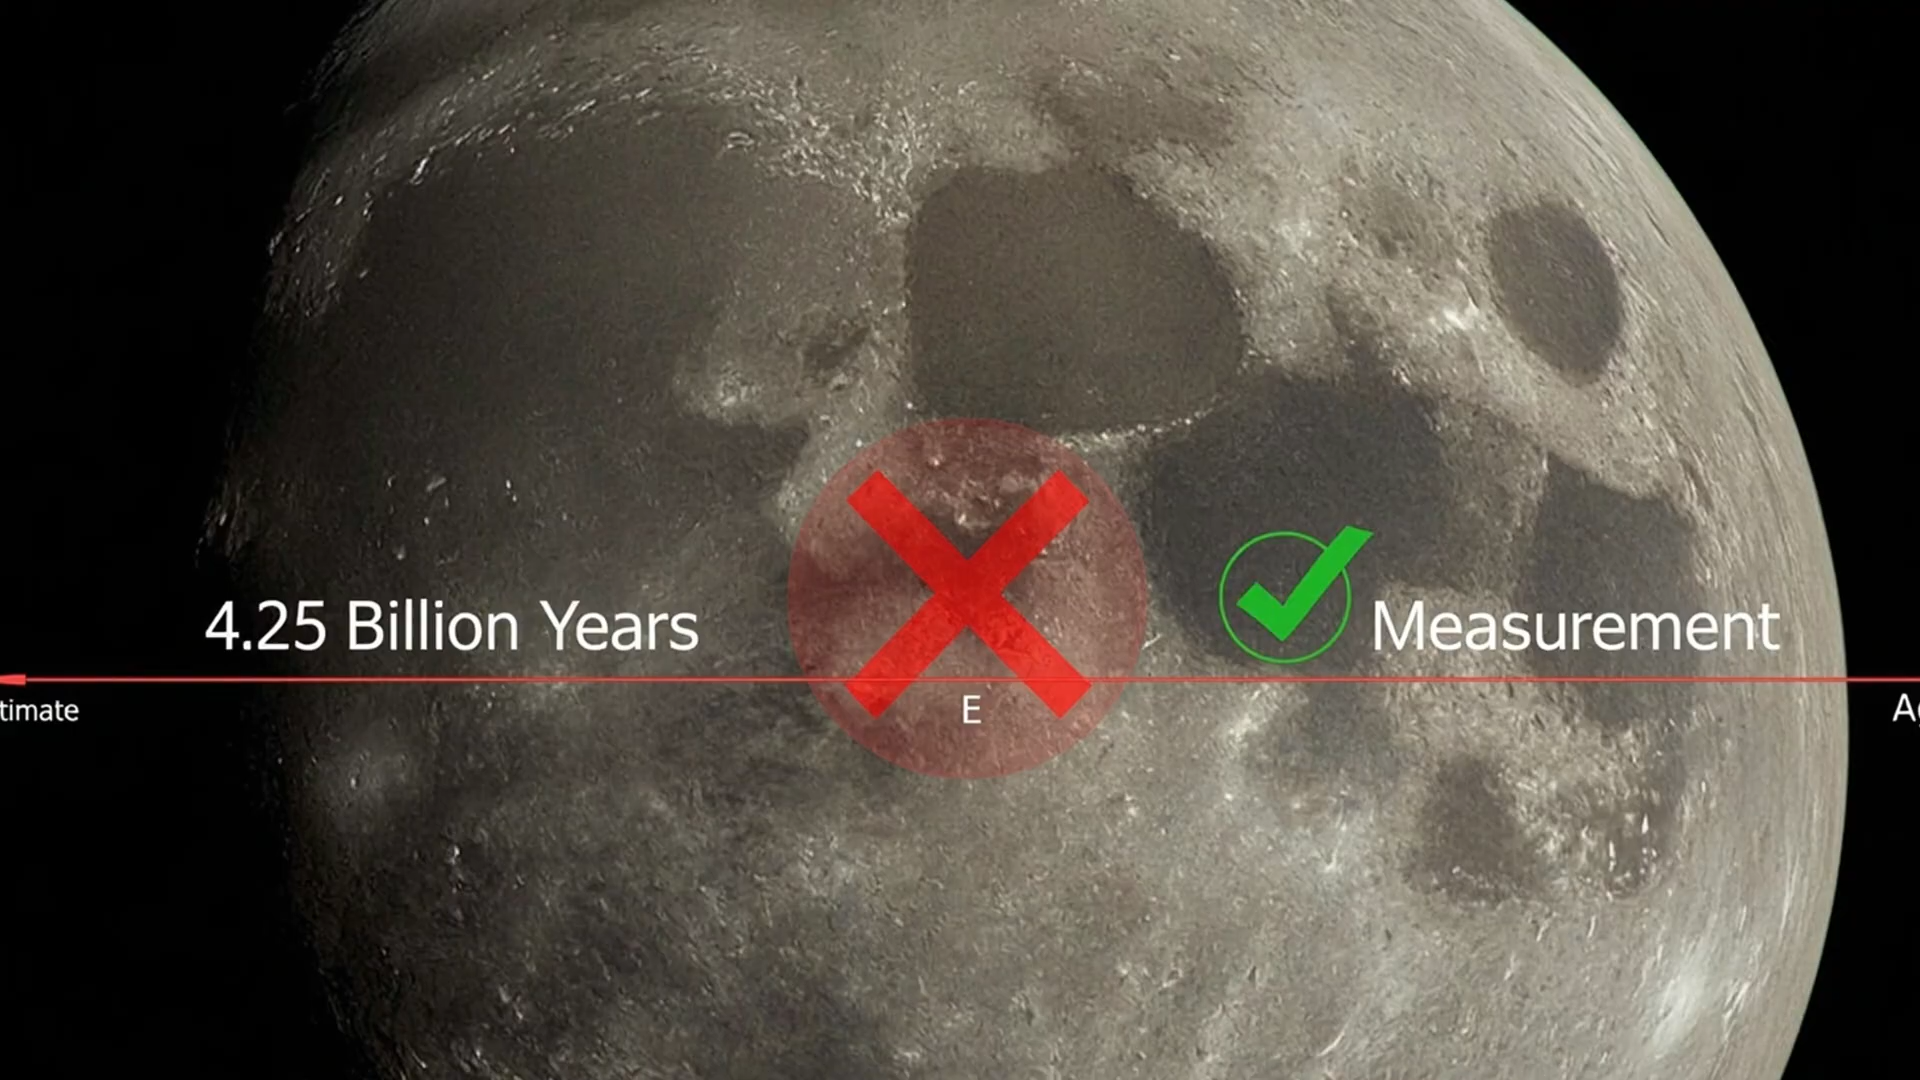 4.25 Billion Years
Measurement
timate
E
A